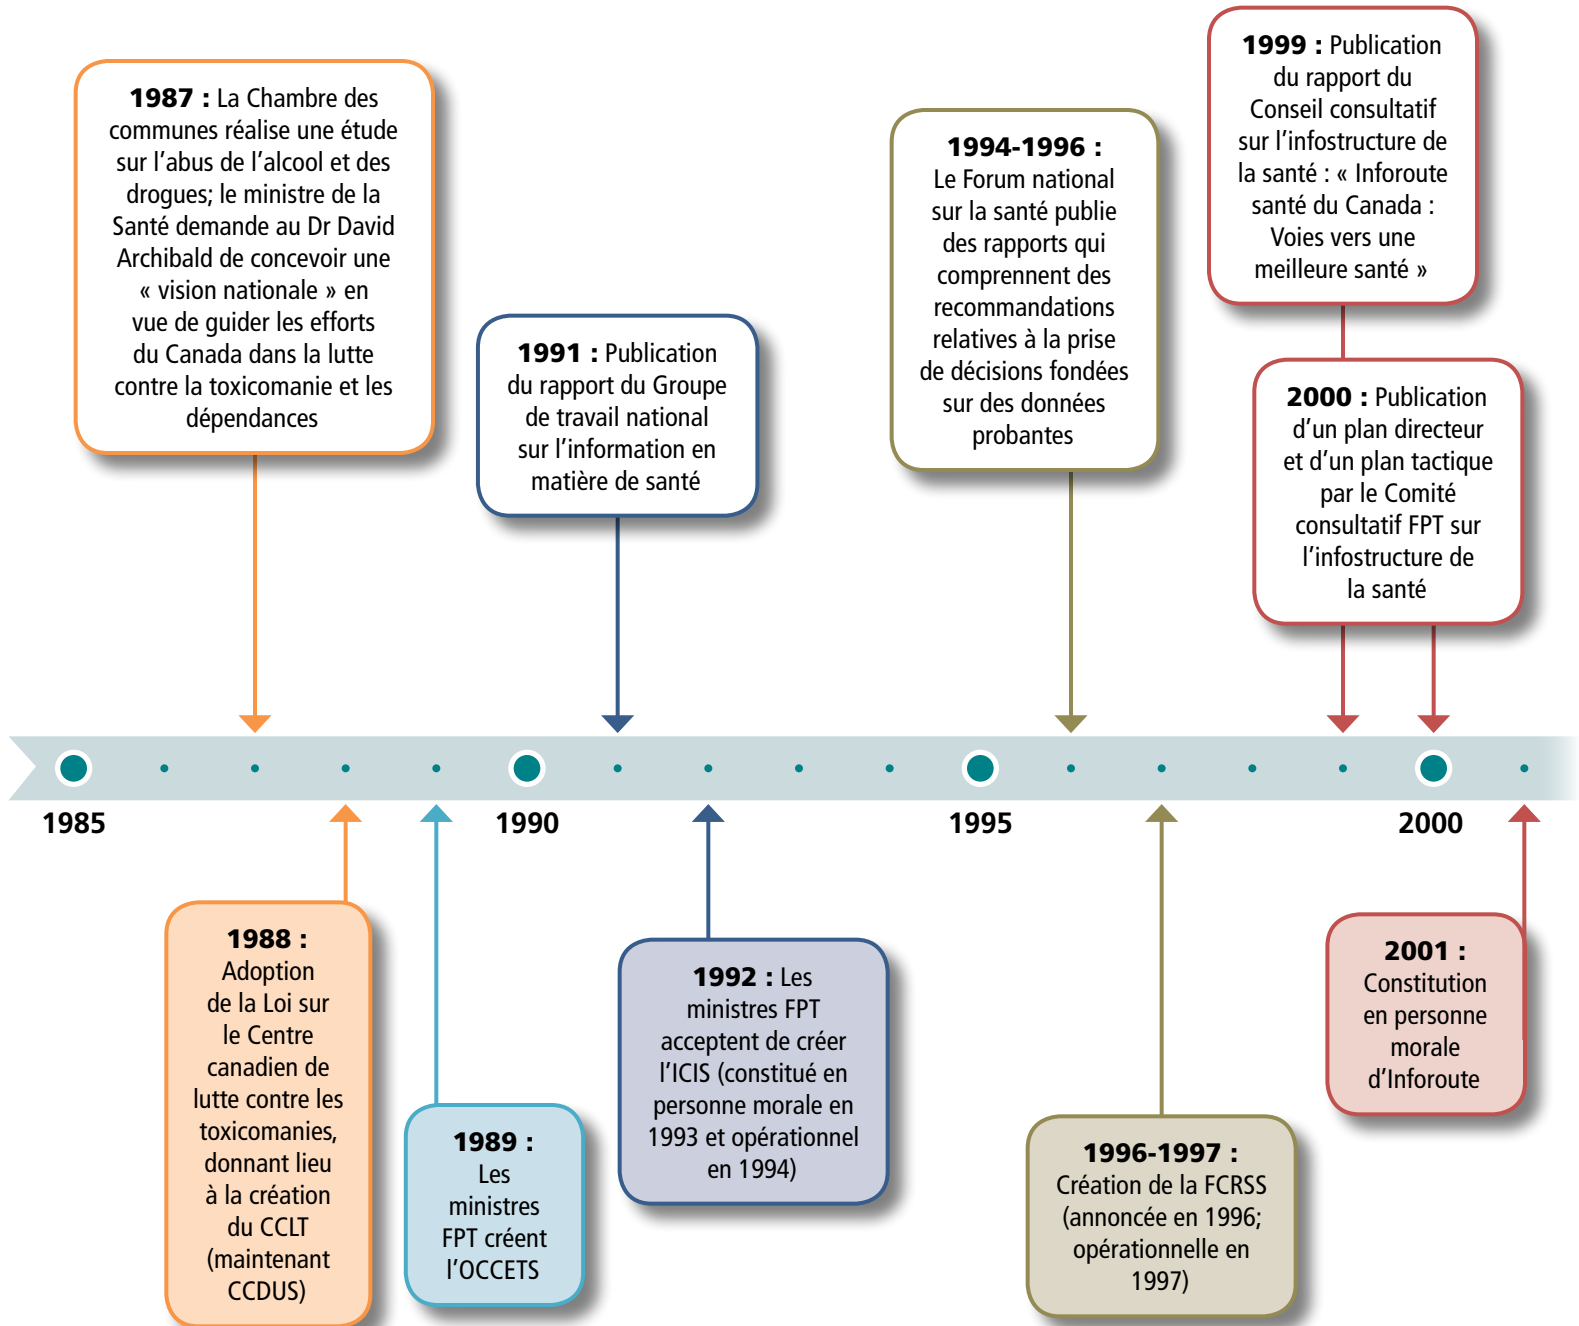 1987 : La Chambre des
communes réalise une étude
sur l’abus de l’alcool et des
drogues; le ministre de la
Santé demande au Dr David
Archibald de concevoir une
« vision nationale » en
vue de guider les efforts
du Canada dans la lutte
contre la toxicomanie et les
dépendances
1991 : Publication
du rapport du Groupe
de travail national
sur l’information en
matière de santé
1994-1996 :
Le Forum national
sur la santé publie
des rapports qui
comprennent des
recommandations
relatives à la prise
de décisions fondées
sur des données
probantes
1999 : Publication
du rapport du
Conseil consultatif
sur l’infostructure de
la santé : « Inforoute
santé du Canada :
Voies vers une
meilleure santé »
2000 : Publication
d’un plan directeur
et d’un plan tactique
par le Comité
consultatif FPT sur
l’infostructure de
la santé
1985
1990
1995
2000
1988 :
Adoption
de la Loi sur
le Centre
canadien de
lutte contre les
toxicomanies,
donnant lieu
à la création
du CCLT
(maintenant
CCDUS)
1989 :
Les
ministres
FPT créent
l’OCCETS
1992 : Les
ministres FPT
acceptent de créer
l’ICIS (constitué en
personne morale en
1993 et opérationnel
en 1994)
1996-1997 :
Création de la FCRSS
(annoncée en 1996;
opérationnelle en
1997)
2001 :
Constitution
en personne
morale
d’Inforoute